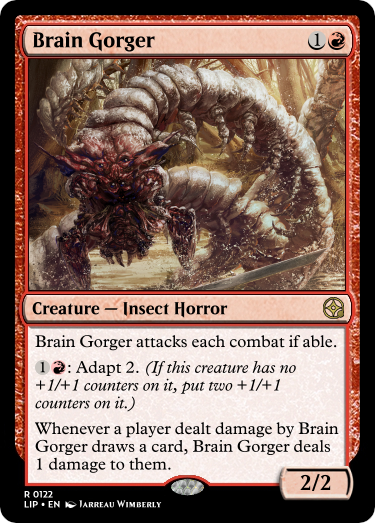 Brain Gorger 1
Creature — Insect Horror
Brain Gorger attacks each combat if able.
1 : Adapt 2. (If this creature has no
+1/+1 counters on it, put two +1/+1
counters on it.)
Whenever a player dealt damage by Brain
Gorger draws a card, Brain Gorger deals
1 damage to them.
2/2
R 0122
LIP • EN Jarreau Wimberly